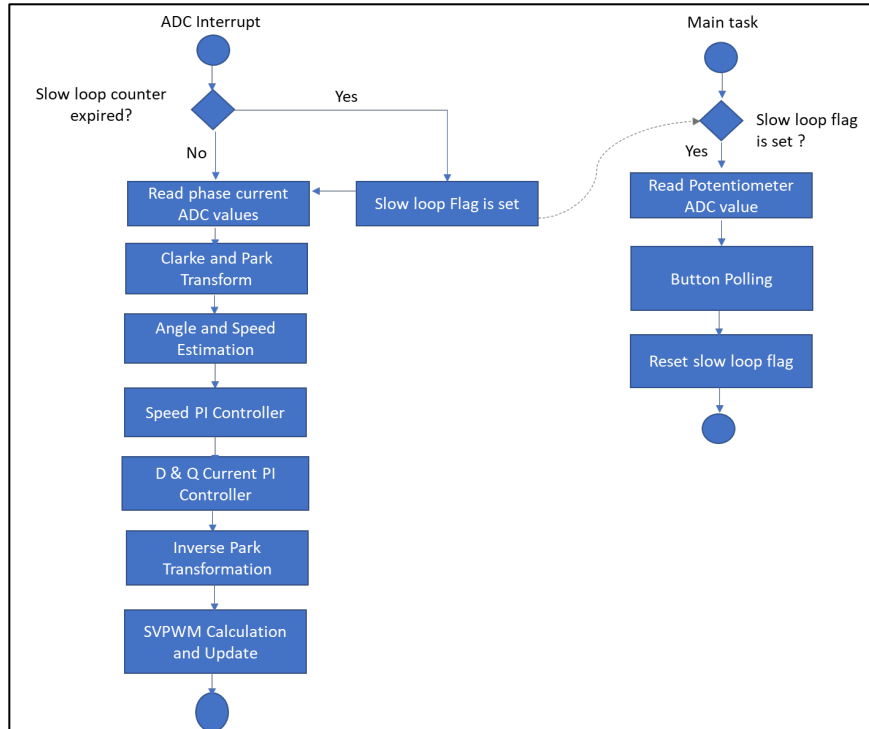 ADC Interrupt
Slow loop counter
expired?
Yes
No
Read phase current
ADC values
Slow loop Flag is set
Clarke and Park
Transform
Angle and Speed
Estimation
Speed PI Controller
D & Q Current PI
Controller
Inverse Park
Transformation
SVPWM Calculation
and Update
Main task
Slow loop flag
is set ?
Yes
Read Potentiometer
ADC value
Button Polling
Reset slow loop flag